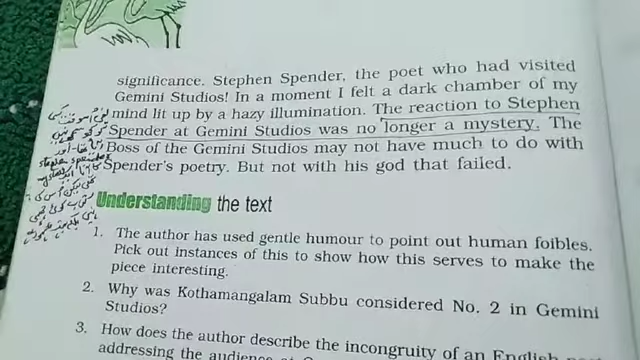 significance. Stephen Spender, the poet who had visited
Gemini Studios! In a moment I felt a dark chamber of my
mind lit up by a hazy illumination. The reaction to Stephen
Spender at Gemini Studios was no longer a mystery. The
Boss of the Gemini Studios may not have much to do with
Spender's poetry. But not with his god that failed.
Understanding the text
1. The author has used gentle humour to point out human foibles.
Pick out instances of this to show how this serves to make the
piece interesting.
2. Why was Kothamangalam Subbu considered No. 2 in Gemini
Studios?
3. How does the author describe the incongruity of an English poet
addressing the audience at